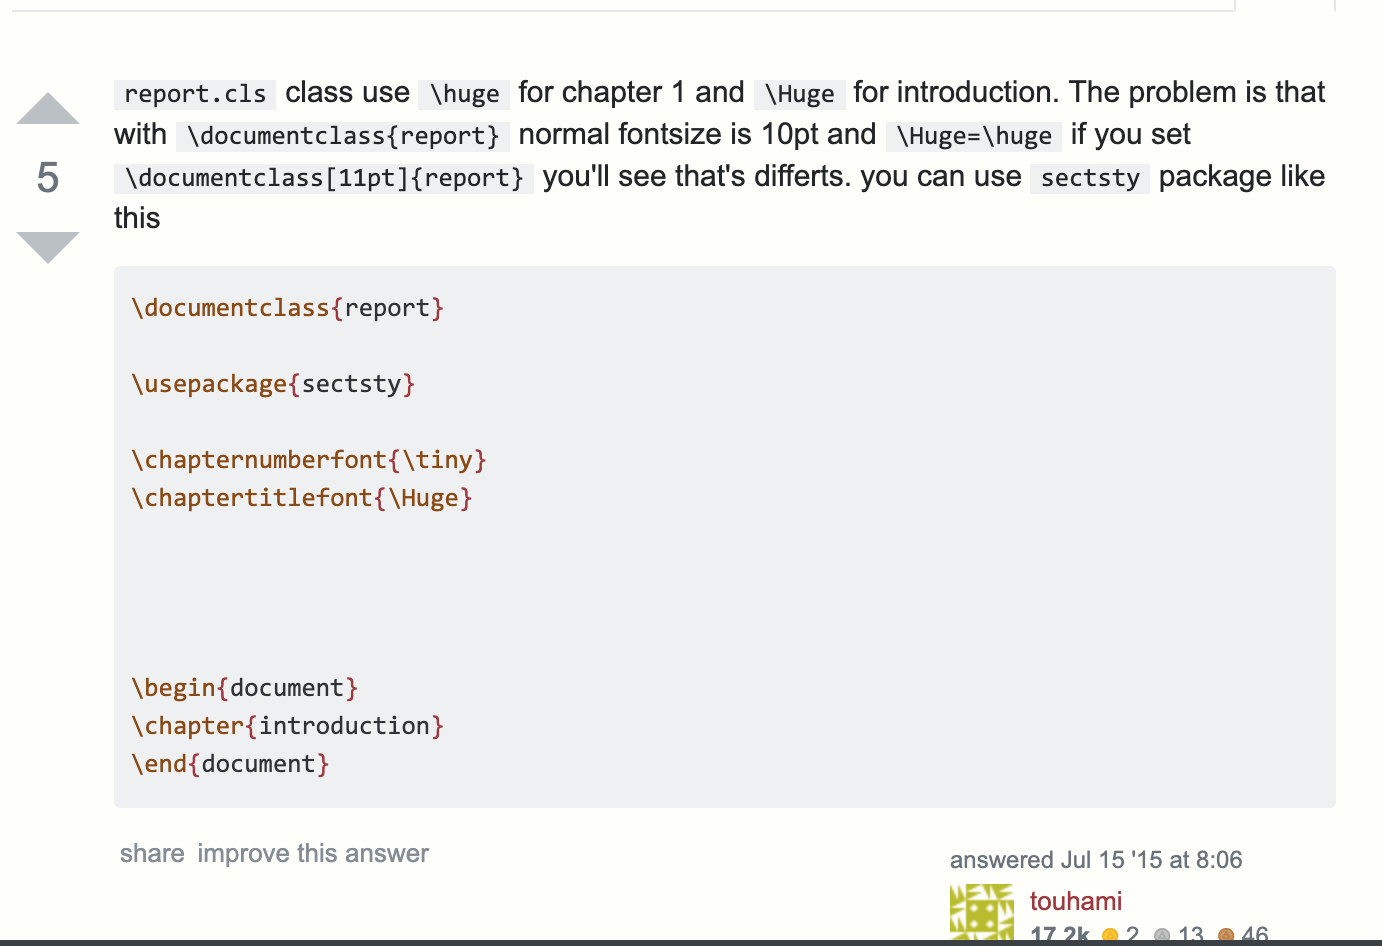 report.cls class use \huge for chapter 1 and \Huge for introduction. The problem is that
with \documentclass{report} normal fontsize is 10pt and \Huge=\huge if you set
5
\documentclass[11pt]{report} you'll see that's differts. you can use sectsty package like
this
\documentclass{report}
\usepackage{sectsty}
\chapternumberfont{\tiny}
\chaptertitlefont{\Huge}
\begin{document}
\chapter{introduction}
\end{document}
share improve this answer
answered Jul 15 '15 at 8:06
touhami
17.2k 2 13 46